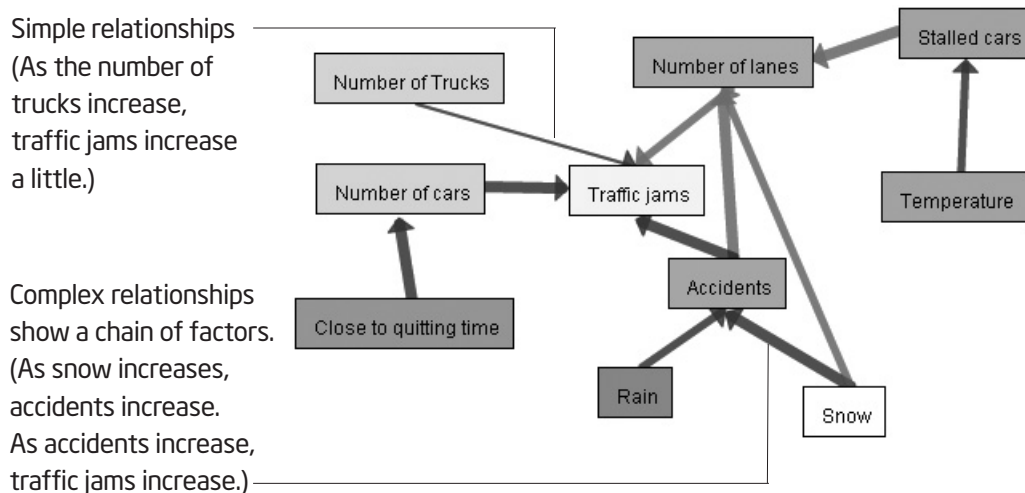 Simple relationships
(As the number of
trucks increase,
traffic jams increase
a little.)
Complex relationships
show a chain of factors.
(As snow increases,
accidents increase.
As accidents increase,
traffic jams increase.)
Number of Trucks
Number of lanes
Stalled cars
Number of cars
Traffic jams
Temperature
Accidents
Close to quitting time
Rain
Snow